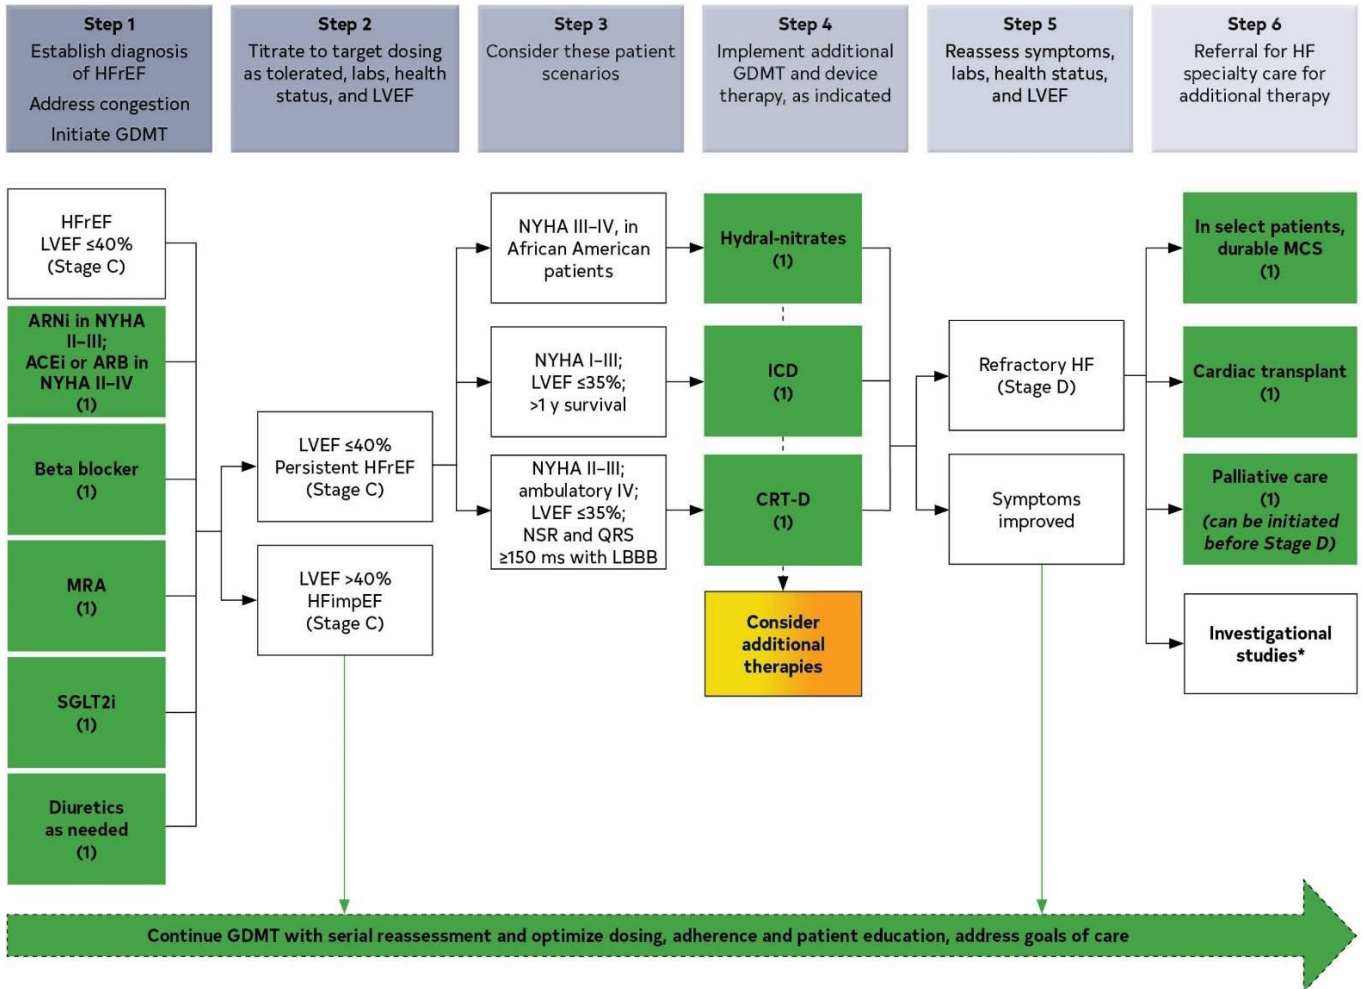 Step 1
Establish diagnosis
of HFrEF
Address congestion
Initiate GDMT
Step 2
Titrate to target dosing
as tolerated, labs, health
status, and LVEF
Step 3
Consider these patient
scenarios
Step 4
Implement additional
GDMT and device
therapy, as indicated
Step 5
Reassess symptoms,
labs, health status,
and LVEF
Step 6
Referral for HF
specialty care for
additional therapy
HFrEF
LVEF ≤40%
(Stage C)
ARNi in NYHA
II–III;
ACEi or ARB in
NYHA II–IV
(1)
Beta blocker
(1)
MRA
(1)
SGLT2i
(1)
Diuretics
as needed
(1)
LVEF ≤40%
Persistent HFrEF
(Stage C)
LVEF >40%
HFimpEF
(Stage C)
NYHA III–IV, in
African American
patients
NYHA I–III;
LVEF ≤35%;
>1 y survival
NYHA II–III;
ambulatory IV;
LVEF ≤35%;
NSR and QRS
≥150 ms with LBBB
Hydral-nitrates
(1)
ICD
(1)
CRT-D
(1)
Consider
additional
therapies
Refractory HF
(Stage D)
Symptoms
improved
In select patients,
durable MCS
(1)
Cardiac transplant
(1)
Palliative care
(1)
(can be initiated
before Stage D)
Investigational
studies*
Continue GDMT with serial reassessment and optimize dosing, adherence and patient education, address goals of care